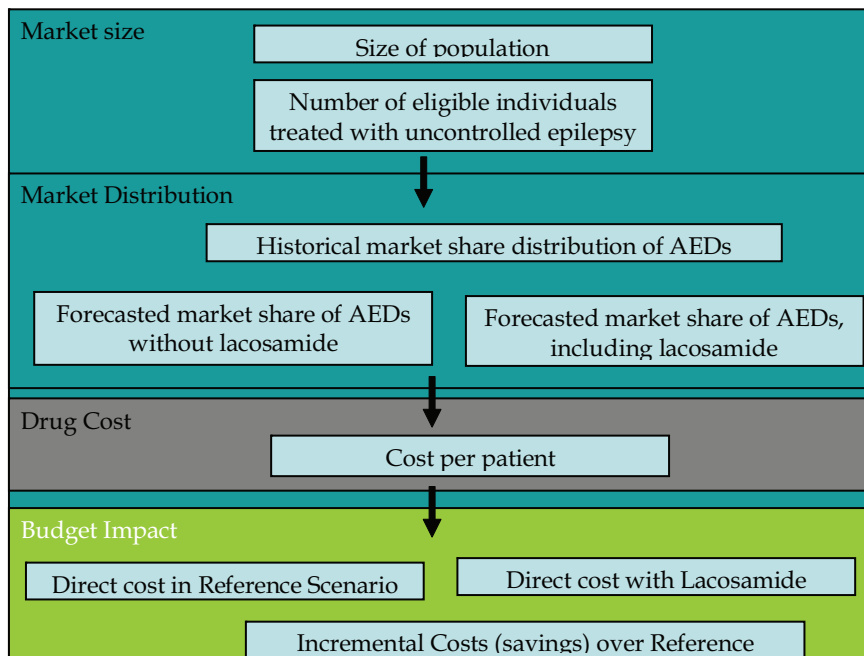 Market size
Size of population
Number of eligible individuals
treated with uncontrolled epilepsy
Market Distribution
Historical market share distribution of AEDs
Forecasted market share of AEDs
without lacosamide
Forecasted market share of AEDs,
including lacosamide
Drug Cost
Cost per patient
Budget Impact
Direct cost in Reference Scenario
Direct cost with Lacosamide
Incremental Costs (savings) over Reference